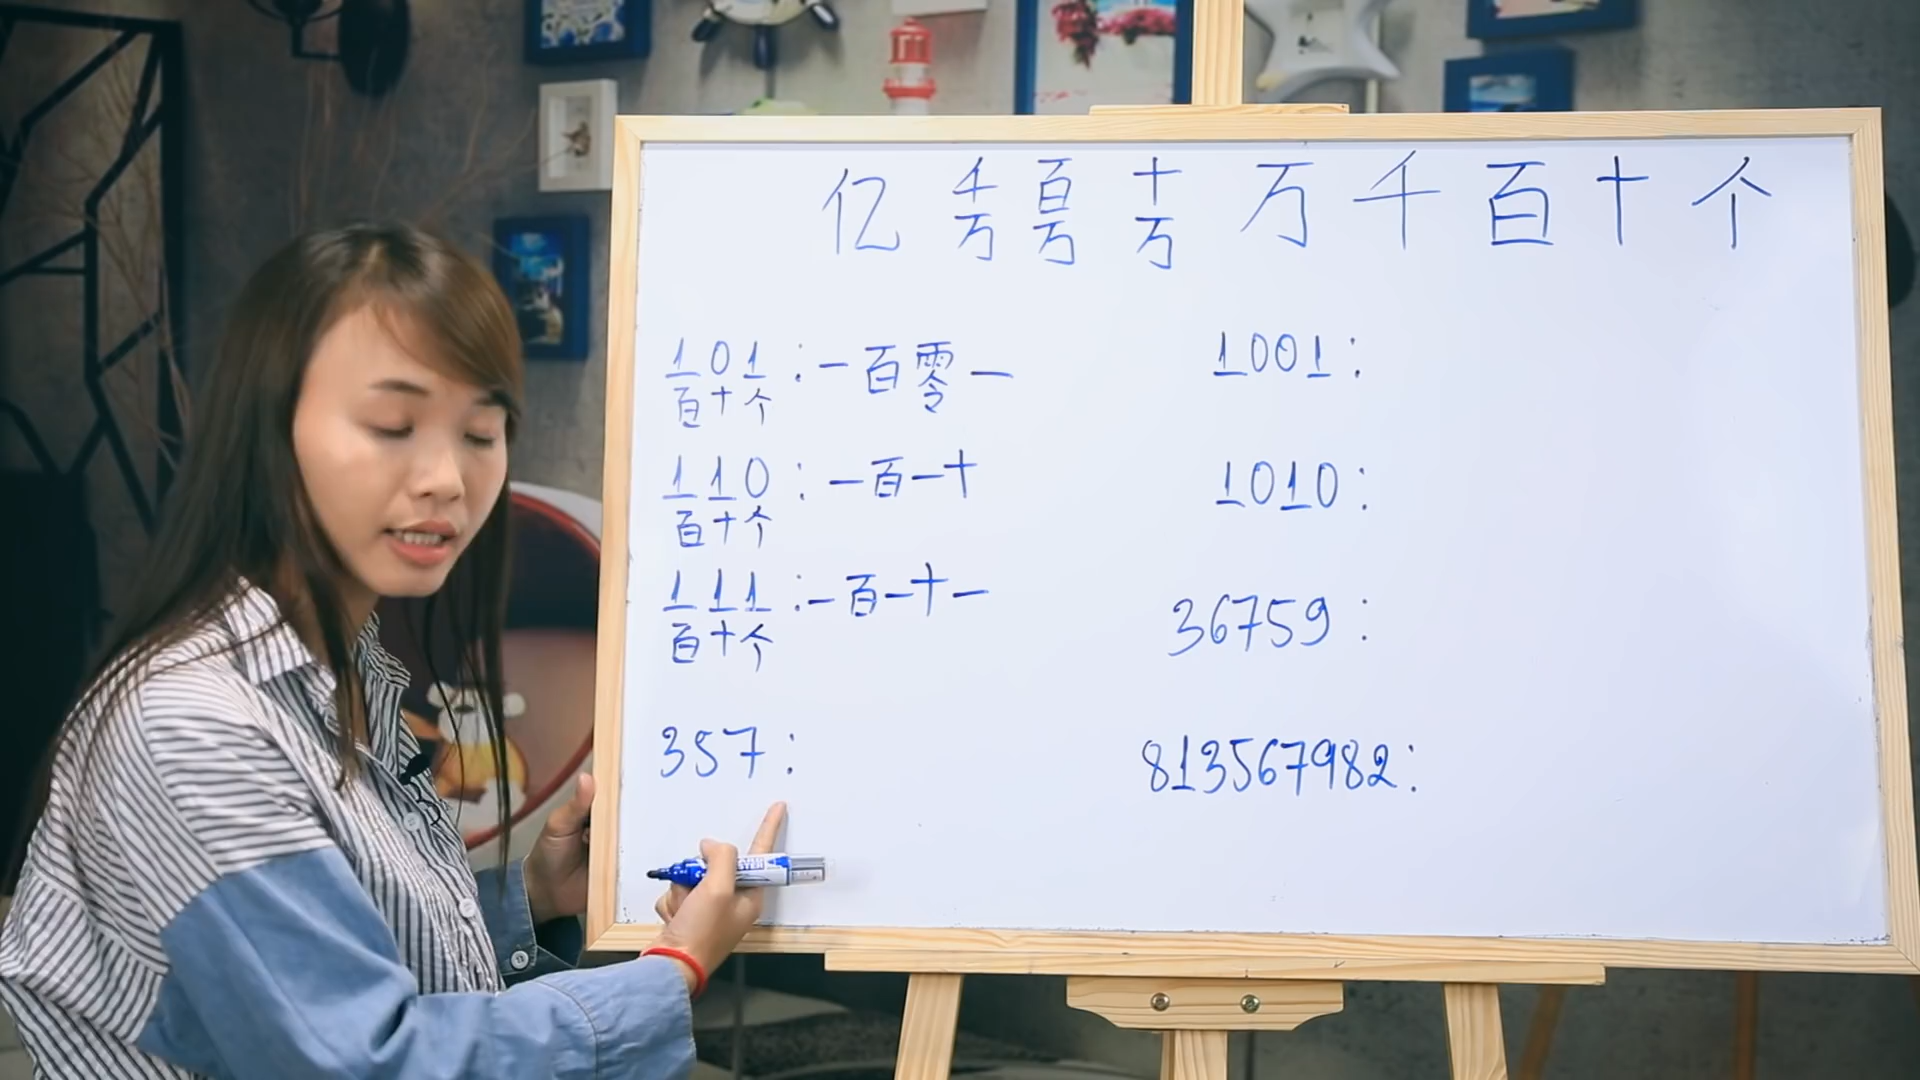 亿 千万 百万 十万 万 千 百 十 个
101:一百零一
百十个
110:一百一十
百十个
111:一百一十一
百十个
357:
1001:
1010:
36759:
813567982: